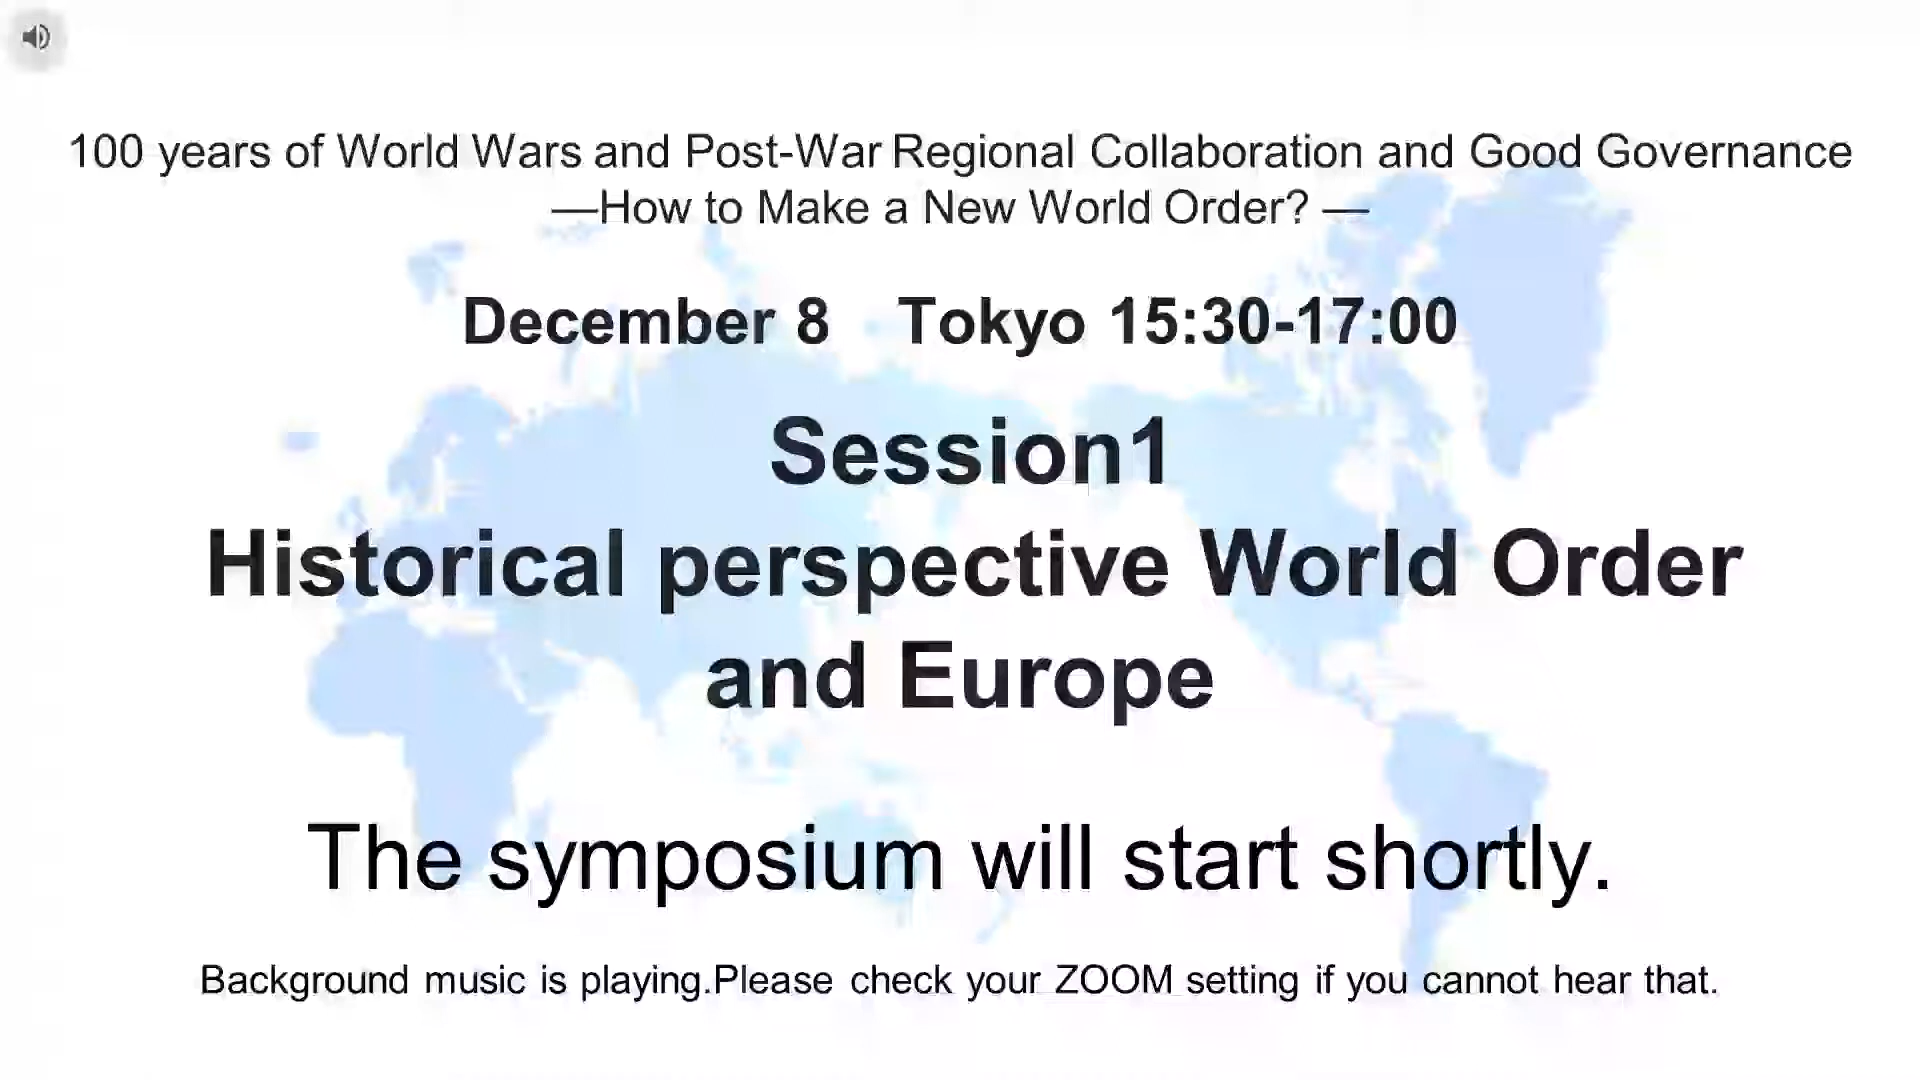 100 years of World Wars and Post-War Regional Collaboration and Good Governance
—How to Make a New World Order? —
December 8 Tokyo 15:30-17:00
Session1
Historical perspective World Order
and Europe
The symposium will start shortly.
Background music is playing.Please check your ZOOM setting if you cannot hear that.